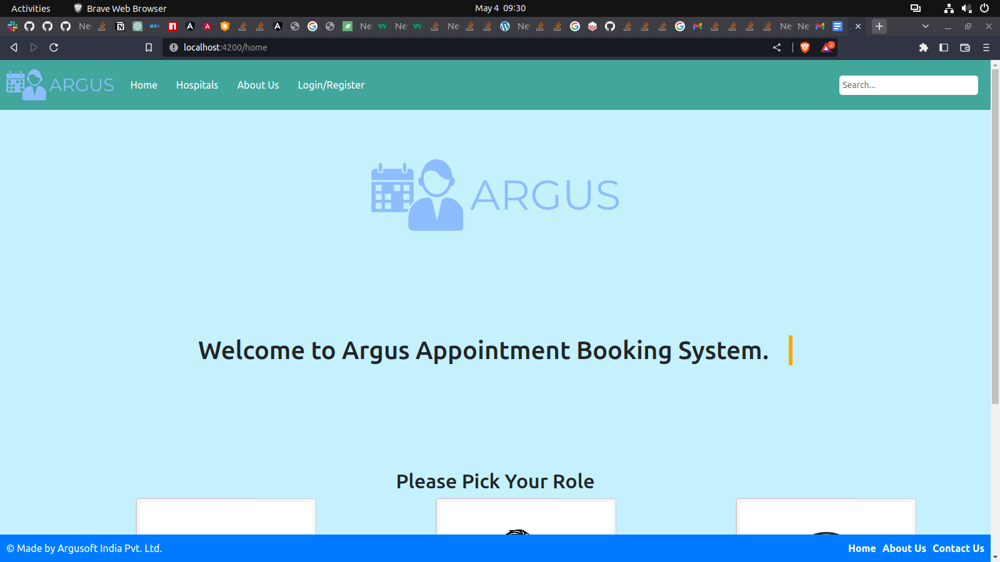 Activities
Brave Web Browser
May 4 09:30
Ne Ne Ne Ne Ne Ne Ne
localhost:4200/home
2
ARGUS
Home
Hospitals
About Us
Login/Register
Search...
ARGUS
Welcome to Argus Appointment Booking System.
Please Pick Your Role
© Made by Argusoft India Pvt. Ltd.
Home About Us Contact Us